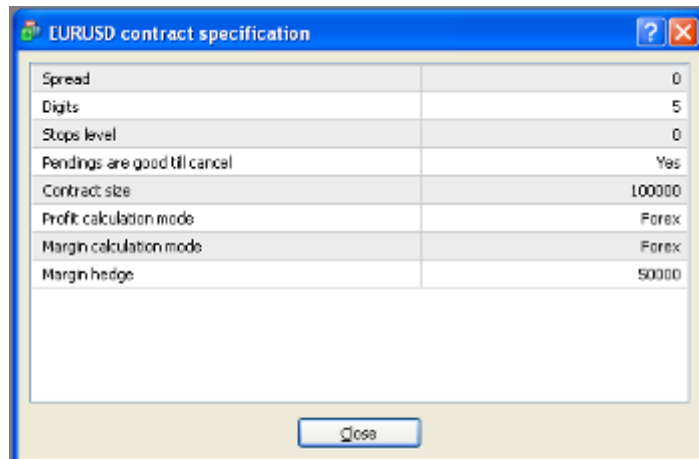 EURUSD contract specification
Spread 0
Digits 5
Stops level 0
Pendings are good till cancel Yes
Contract size 100000
Profit calculation mode Forex
Margin calculation mode Forex
Margin hedge 50000
Close